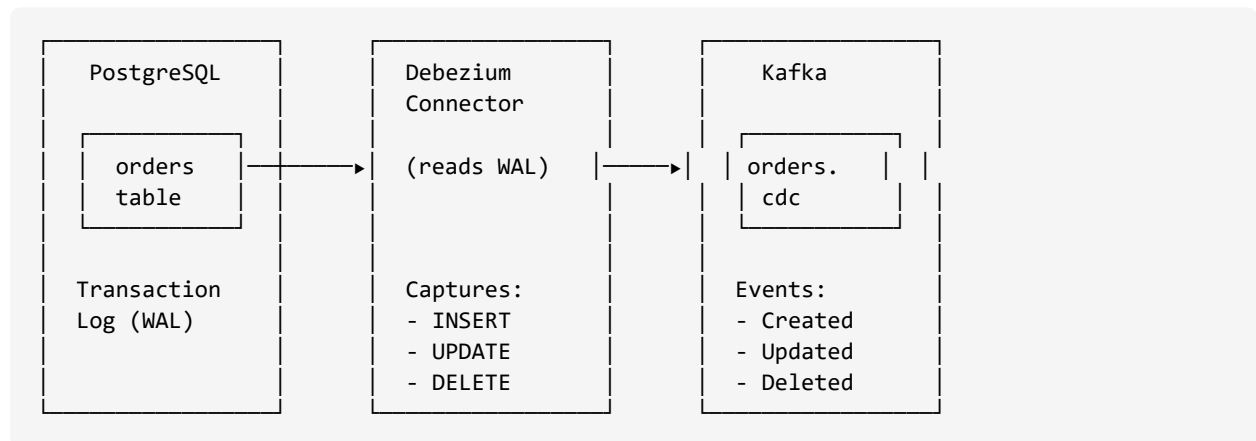 PostgreSQL Debezium Kafka
Connector
orders (reads WAL) orders.
table cdc
Transaction Captures: Events:
Log (WAL) - INSERT - Created
- UPDATE - Updated
- DELETE - Deleted